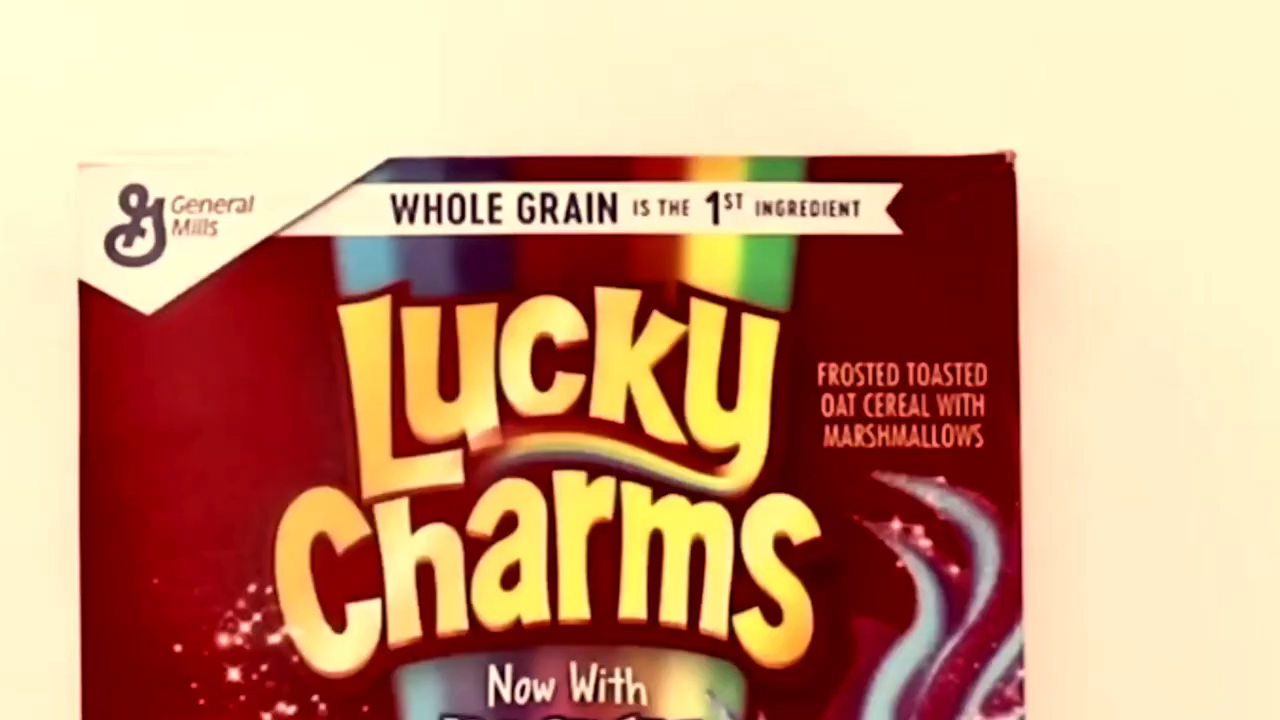 General
Mills
WHOLE GRAIN IS THE 1ST INGREDIENT
Lucky
Charms
FROSTED TOASTED
OAT CEREAL WITH
MARSHMALLOWS
Now With